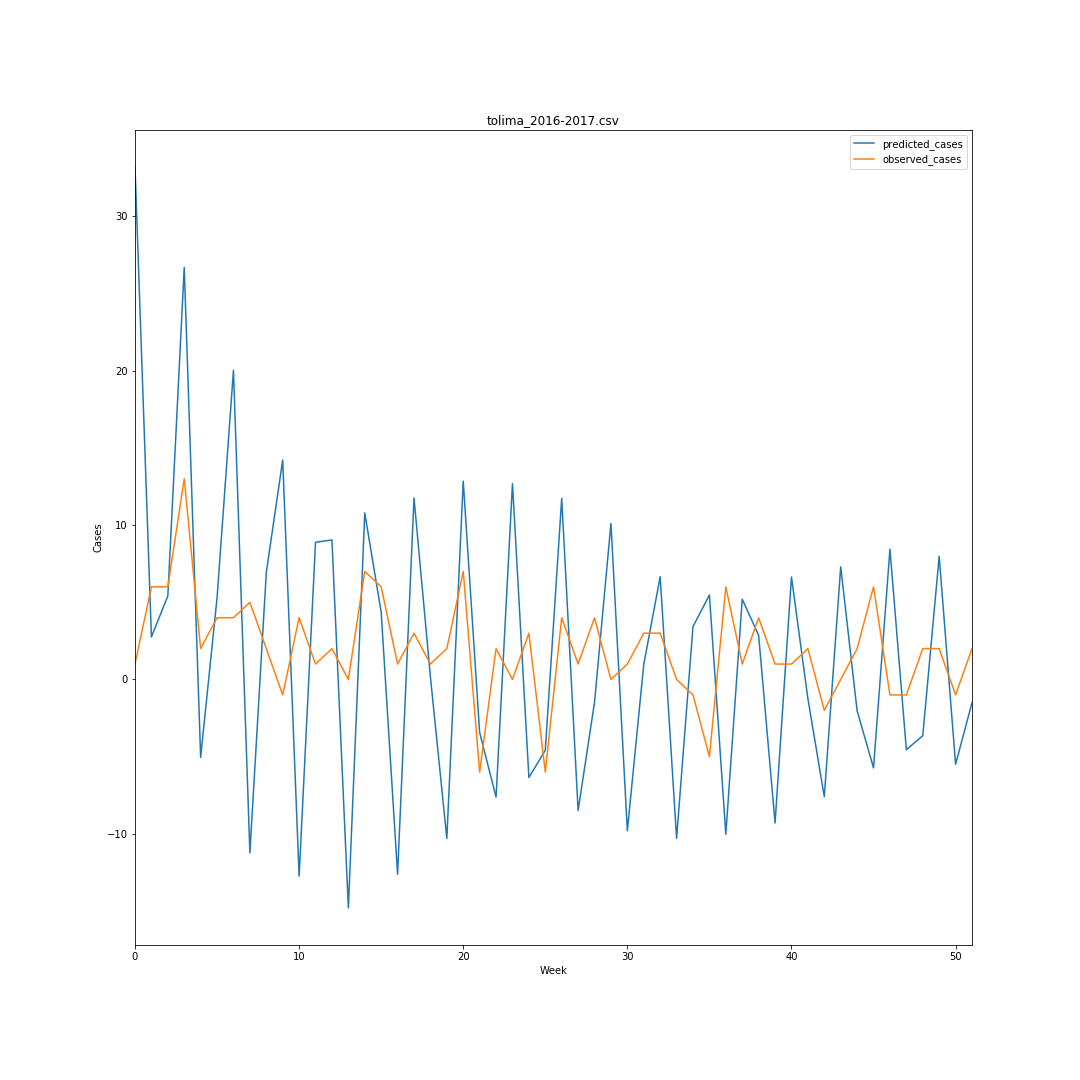 tolima_2016-2017.csv
predicted_cases
observed_cases
30
20
10
0
−10
Cases
0 10 20 30 40 50
Week